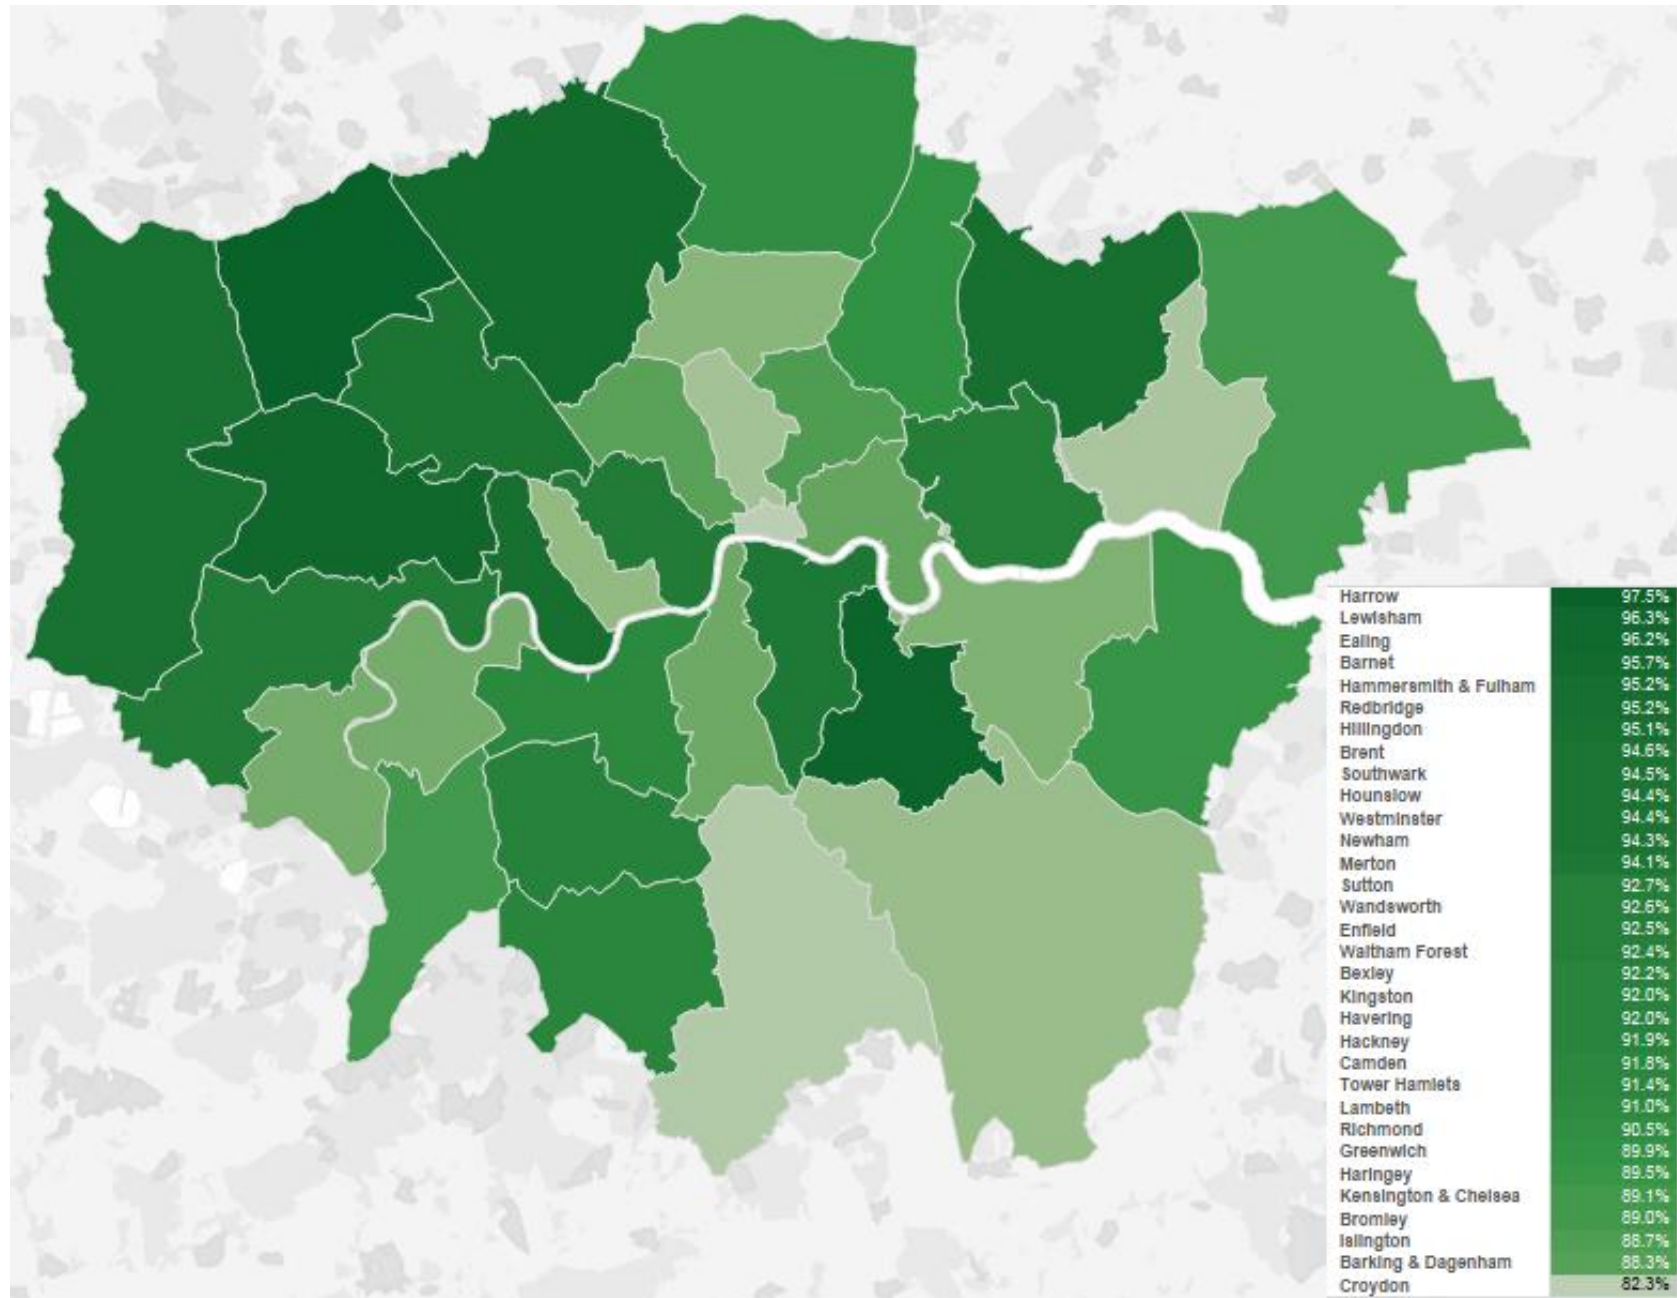 Harrow 97.5%
Lewisham 96.3%
Ealing 96.2%
Barnet 95.7%
Hammersmith & Fulham 95.2%
Redbridge 95.2%
Hillingdon 95.1%
Brent 94.6%
Southwark 94.5%
Hounslow 94.4%
Westminster 94.4%
Newham 94.3%
Merton 94.1%
Sutton 92.7%
Wandsworth 92.6%
Enfield 92.5%
Waltham Forest 92.4%
Bexley 92.2%
Kingston 92.0%
Havering 92.0%
Hackney 91.9%
Camden 91.8%
Tower Hamlets 91.4%
Lambeth 91.0%
Richmond 90.5%
Greenwich 89.9%
Haringey 89.5%
Kensington & Chelsea 89.1%
Bromley 89.0%
Islington 88.7%
Barking & Dagenham 88.3%
Croydon 82.3%